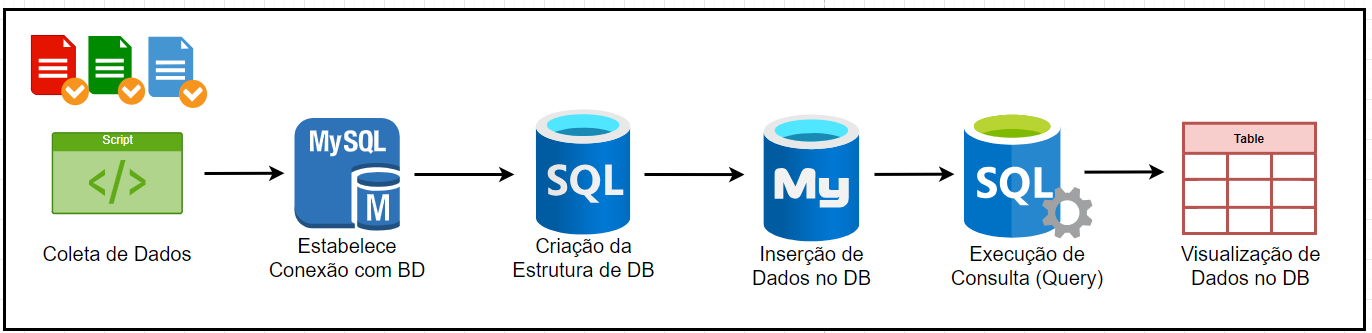 Script
</>
Coleta de Dados
MySQL
M
Estabelece
Conexão com BD
SQL
Criação da
Estrutura de DB
My
Inserção de
Dados no DB
SQL
Execução de
Consulta (Query)
Table
Visualização de
Dados no DB